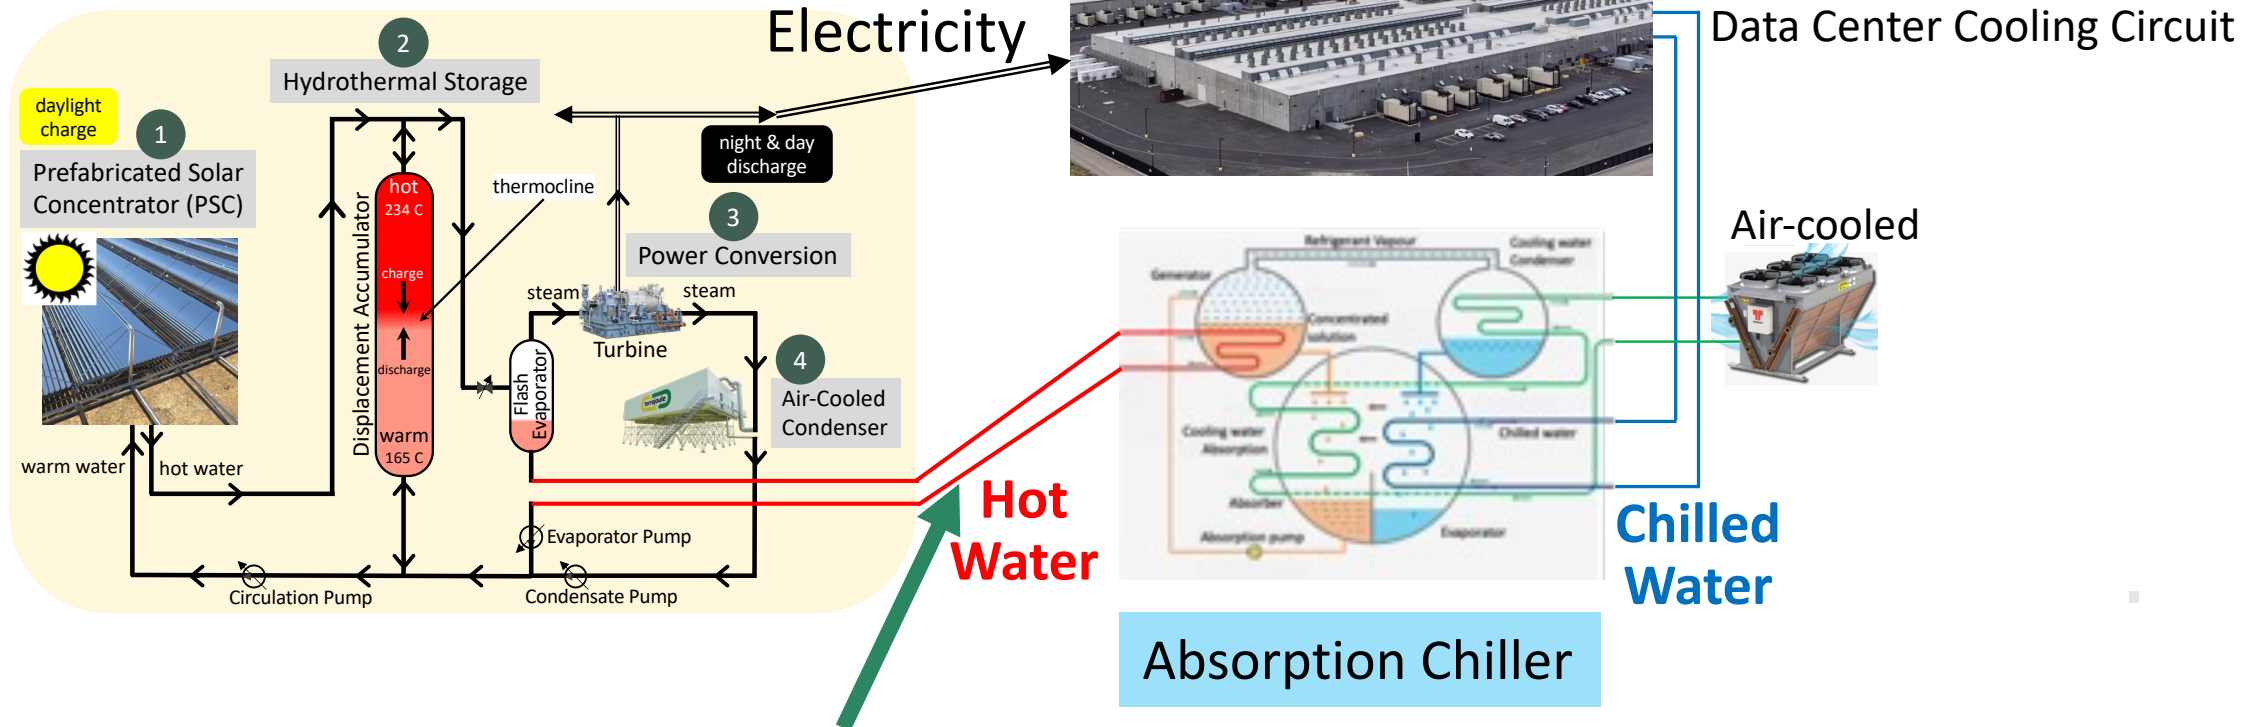 Electricity
Data Center Cooling Circuit
2
Hydrothermal Storage
daylight
charge
1
Prefabricated Solar
Concentrator (PSC)
night & day
discharge
thermocline
hot
234 C
Displacement Accumulator
charge
discharge
warm
165 C
3
Power Conversion
steam
steam
Turbine
Flash
Evaporator
4
Air-Cooled
Condenser
terrajoule
warm water
hot water
Evaporator Pump
Circulation Pump
Condensate Pump
Hot
Water
Refrigerant Vapour
Generator
Cooling water
Condenser
Concentrated
solution
Cooling water
Absorption
Chilled water
Absorber
Evaporator
Absorption pump
Air-cooled
Chilled
Water
Absorption Chiller